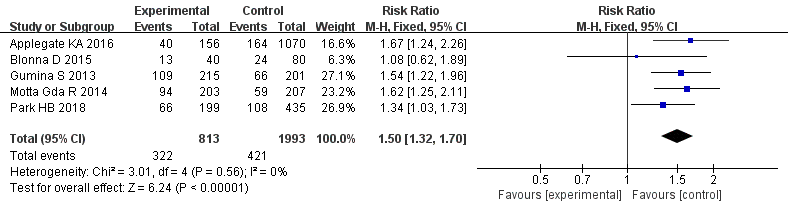 Experimental Control Risk Ratio Risk Ratio
Study or Subgroup Events Total Events Total Weight M-H, Fixed, 95% CI M-H, Fixed, 95% CI
Applegate KA 2016 40 156 164 1070 16.6% 1.67 [1.24, 2.26]
Blonna D 2015 13 40 24 80 6.3% 1.08 [0.62, 1.89]
Gumina S 2013 109 215 66 201 27.1% 1.54 [1.22, 1.96]
Motta Gda R 2014 94 203 59 207 23.2% 1.62 [1.25, 2.11]
Park HB 2018 66 199 108 435 26.9% 1.34 [1.03, 1.73]
Total (95% CI) 813 1993 100.0% 1.50 [1.32, 1.70]
Total events 322 421
Heterogeneity: Chi² = 3.01, df = 4 (P = 0.56); I² = 0%
Test for overall effect: Z = 6.24 (P < 0.00001)
0.5 0.7 1 1.5 2
Favours [experimental] Favours [control]